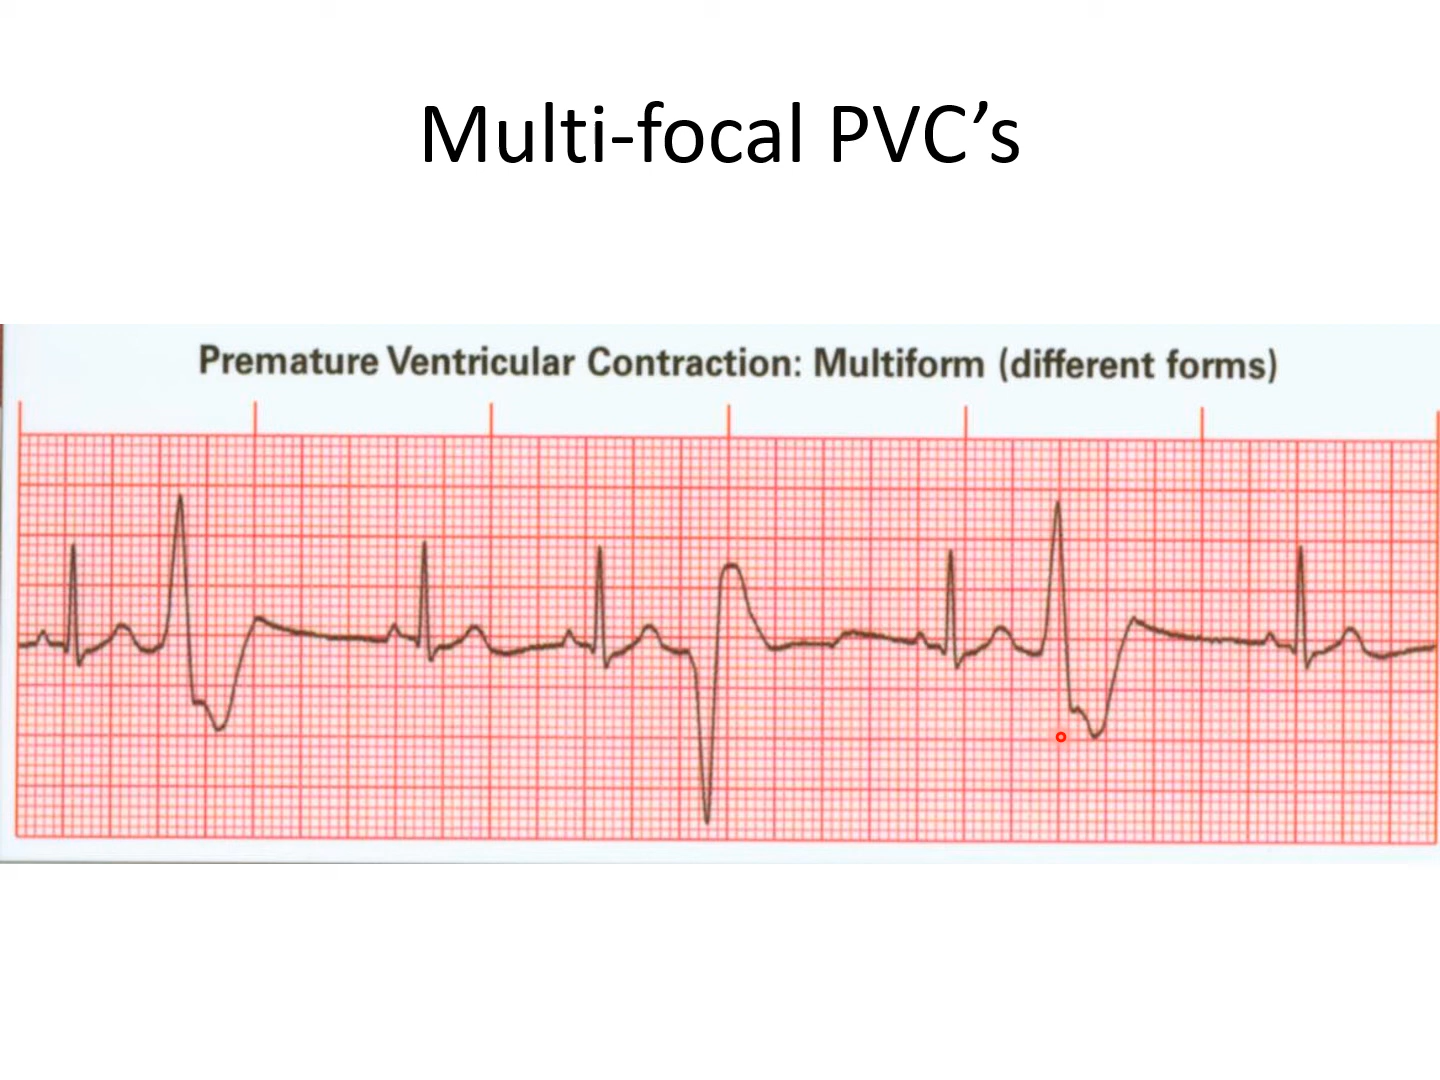 Multi-focal PVC’s
Premature Ventricular Contraction: Multiform (different forms)